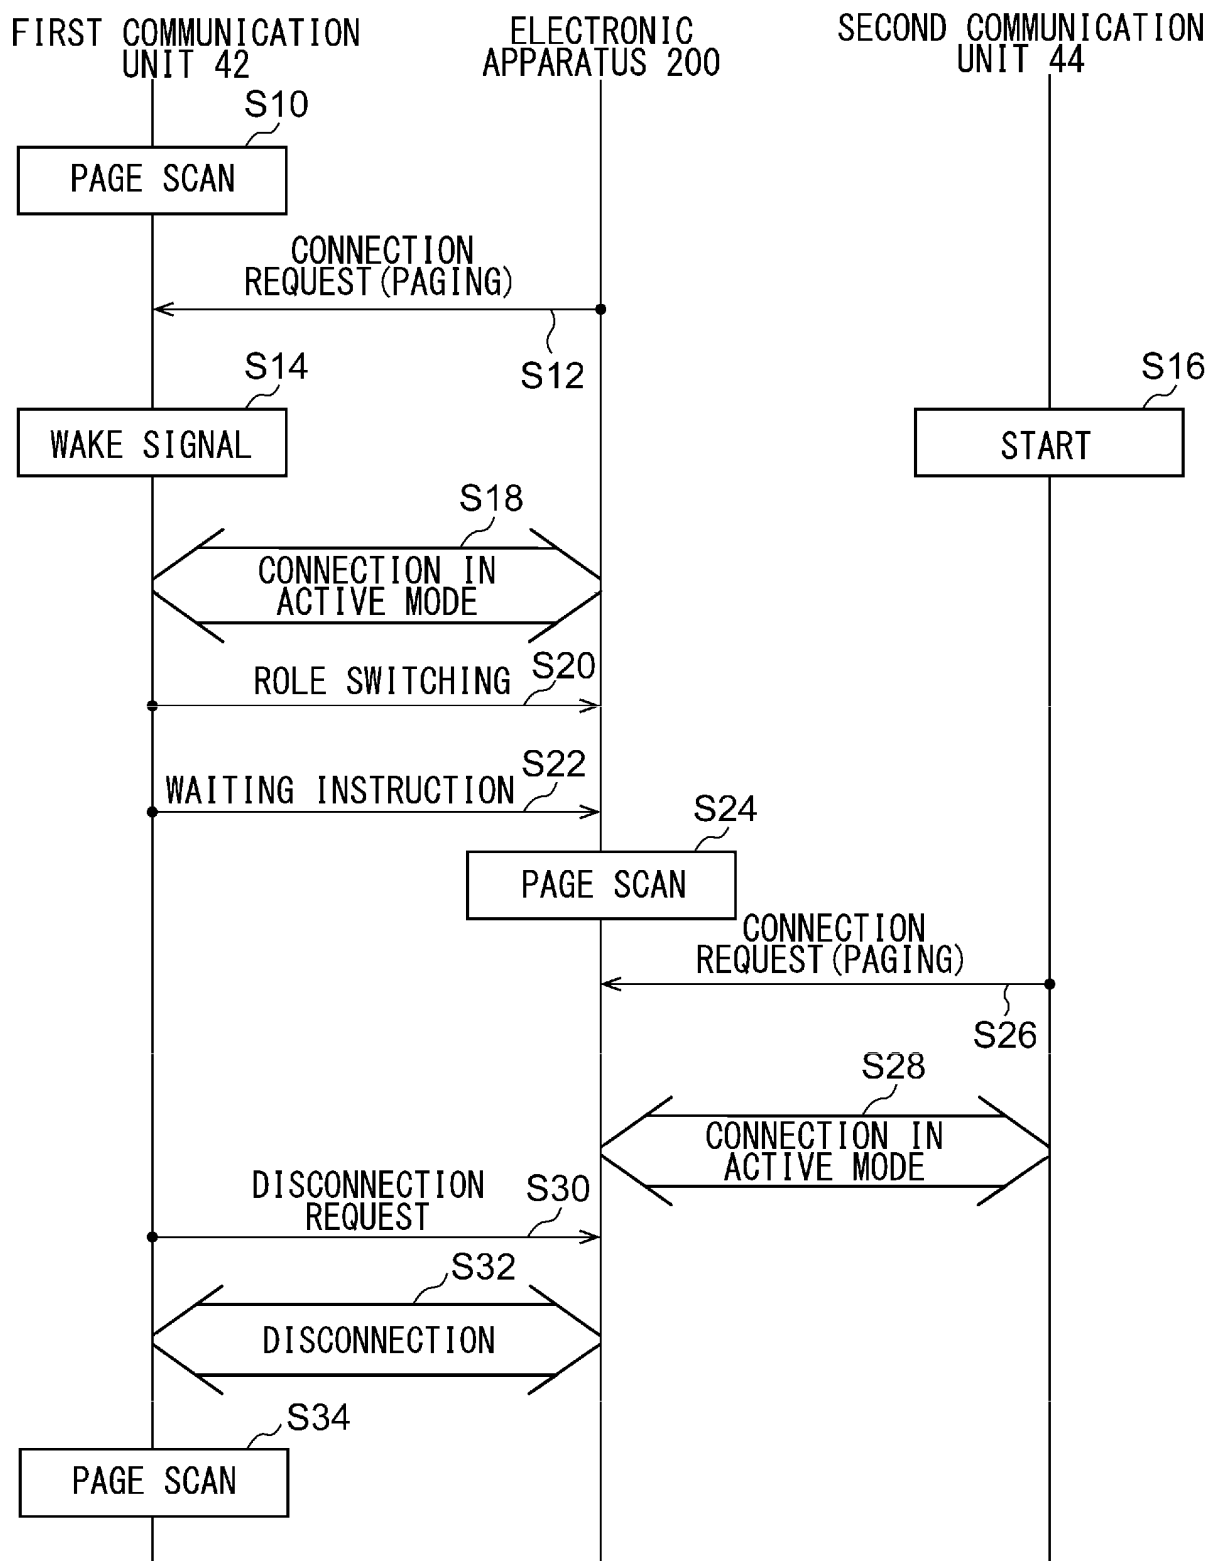 FIRST COMMUNICATION
UNIT 42
ELECTRONIC
APPARATUS 200
SECOND COMMUNICATION
UNIT 44
S10
PAGE SCAN
CONNECTION
REQUEST(PAGING)
S12
S14
WAKE SIGNAL
S16
START
S18
CONNECTION IN
ACTIVE MODE
ROLE SWITCHING
S20
WAITING INSTRUCTION
S22
S24
PAGE SCAN
CONNECTION
REQUEST(PAGING)
S26
S28
CONNECTION IN
ACTIVE MODE
DISCONNECTION
REQUEST
S30
S32
DISCONNECTION
S34
PAGE SCAN